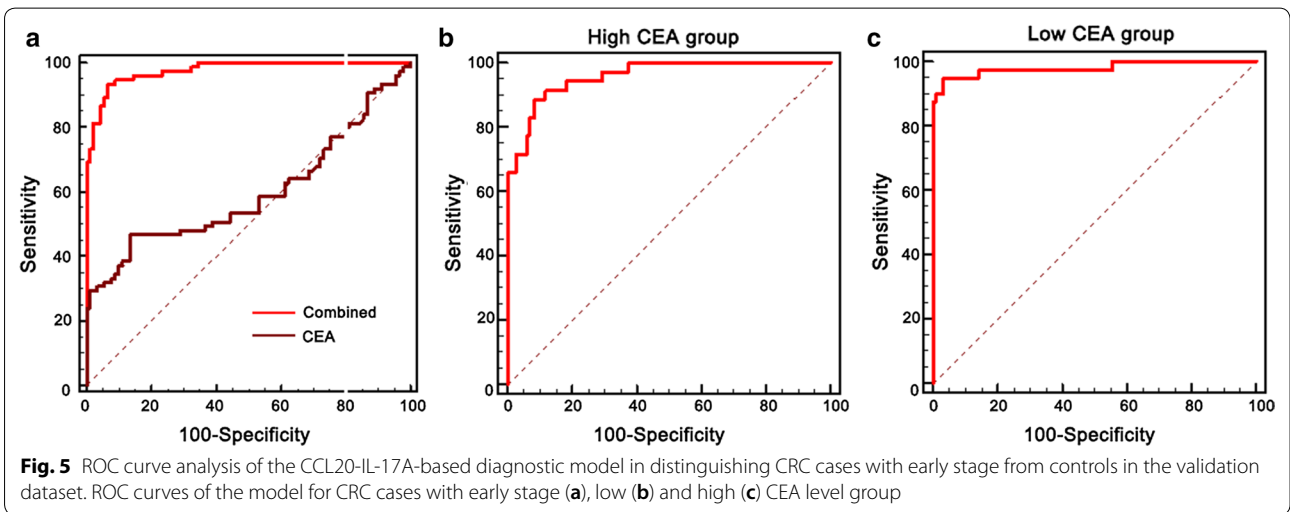 a
100
80
60
40
20
0
Sensitivity
Combined
CEA
0 20 40 60 80 100
100-Specificity
b
High CEA group
100
80
60
40
20
0
Sensitivity
0 20 40 60 80 100
100-Specificity
c
Low CEA group
100
80
60
40
20
0
Sensitivity
0 20 40 60 80 100
100-Specificity
Fig. 5 ROC curve analysis of the CCL20-IL-17A-based diagnostic model in distinguishing CRC cases with early stage from controls in the validation
dataset. ROC curves of the model for CRC cases with early stage (a), low (b) and high (c) CEA level group